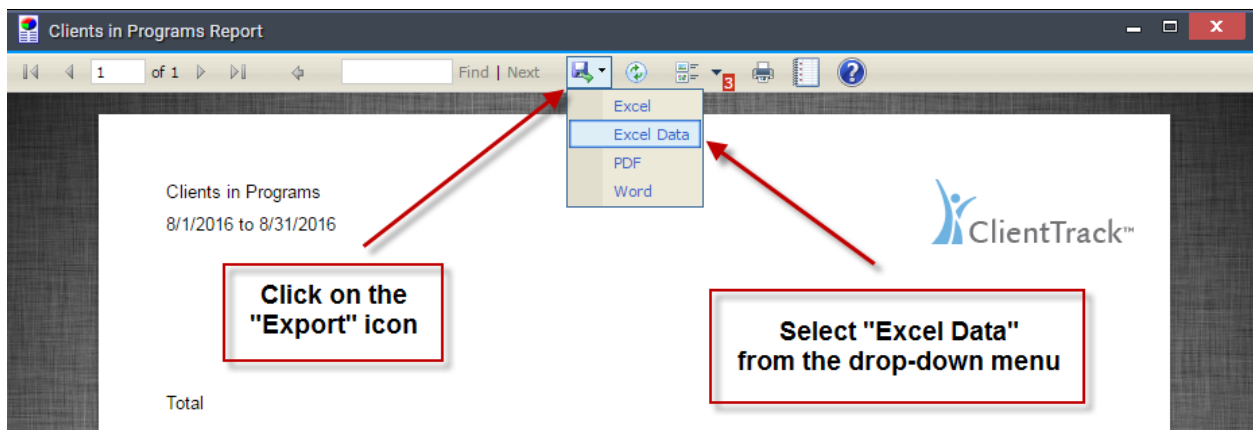 Clients in Programs Report
X
1 of 1 Find | Next 3 ?
Excel
Excel Data
PDF
Word
Clients in Programs
8/1/2016 to 8/31/2016
ClientTrack™
Click on the
"Export" icon
Select "Excel Data"
from the drop-down menu
Total